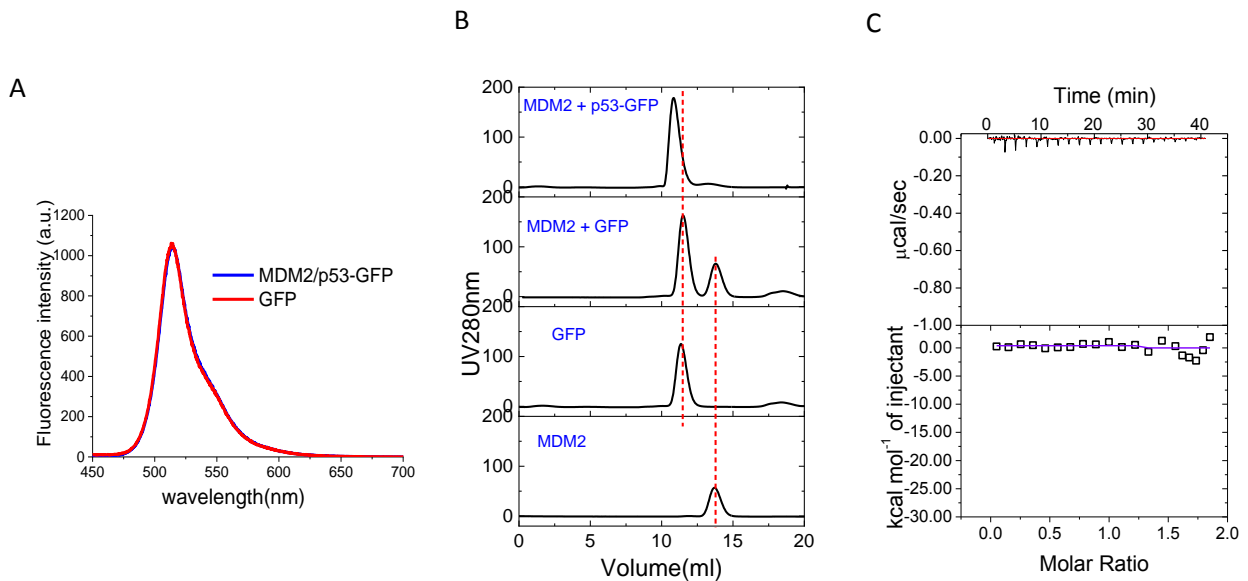 A
Fluorescence intensity (a.u.)
1200
1000
800
600
400
200
0
MDM2/p53-GFP
GFP
450 500 550 600 650 700
wavelength(nm)
B
UV280nm
200
MDM2 + p53-GFP
100
0
200
MDM2 + GFP
100
0
200
GFP
100
0
200
MDM2
100
0
0 5 10 15 20
Volume(ml)
C
Time (min)
0 10 20 30 40
0.00
-0.20
-0.40
-0.60
-0.80
-1.00
µcal/sec
0.00
-5.00
-10.00
-15.00
-20.00
-25.00
-30.00
kcal mol⁻¹ of injectant
0.0 0.5 1.0 1.5 2.0
Molar Ratio